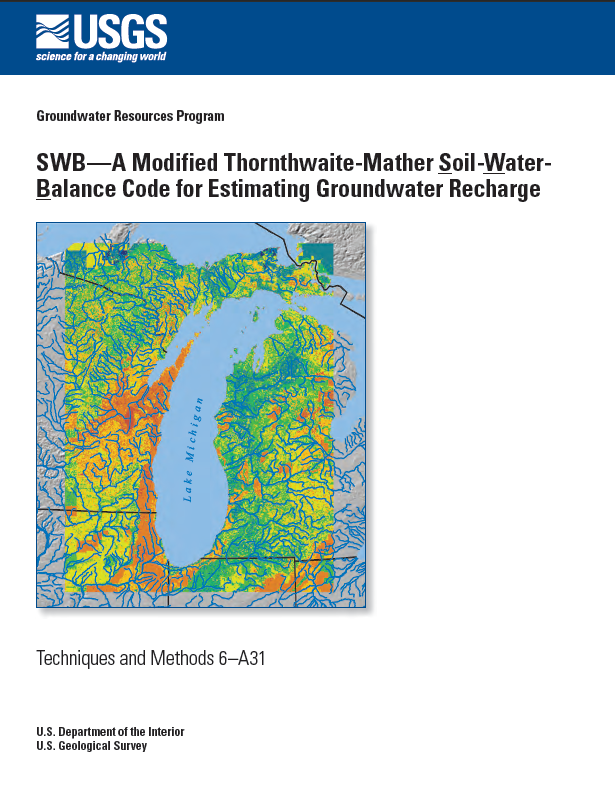 USGS
science for a changing world
Groundwater Resources Program
SWB—A Modified Thornthwaite-Mather Soil-Water-
Balance Code for Estimating Groundwater Recharge
Lake Michigan
Techniques and Methods 6–A31
U.S. Department of the Interior
U.S. Geological Survey